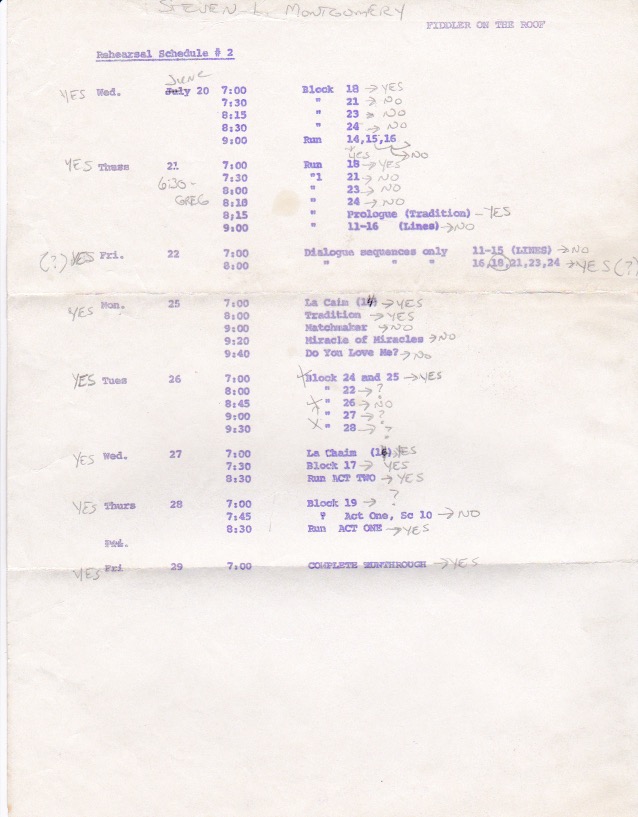 STEVEN L. MONTGOMERY
FIDDLER ON THE ROOF
Rehearsal Schedule # 2
JUNE
YES Wed. July 20 7:00 Block 18 → YES
7:30 " 21 → NO
8:15 " 23 → NO
8:30 " 24 → NO
9:00 Run 14,15,16
YES → NO
YES Thuss 21 7:00 Run 18 → YES
6:30 - GREG 7:30 "1 21 → NO
8:00 " 23 → NO
8:10 " 24 → NO
8;15 " Prologue (Tradition) - YES
9:00 " 11-16 (Lines) → NO
(?) YES Fri. 22 7:00 Dialogue sequences only 11-15 (LINES) → NO
8:00 " " " 16,18,21,23,24 → YES (?)
YES Mon. 25 7:00 La Caim (14) → YES
8:00 Tradition → YES
9:00 Matchmaker → NO
9:20 Miracle of Miracles → NO
9:40 Do You Love Me? → NO
YES Tues 26 7:00 X Block 24 and 25 → YES
8:00 " 22 → ?
8:45 X " 26 → NO
9:00 " 27 → ?
9:30 X " 28 → ?
YES Wed. 27 7:00 La Chaim (14) YES
7:30 Block 17 → YES
8:30 Run ACT TWO → YES
YES Thurs 28 7:00 Block 19 → ?
7:45 Act One, Sc 10 → NO
8:30 Run ACT ONE → YES
YES Fri 29 7:00 COMPLETE RUNTHROUGH → YES